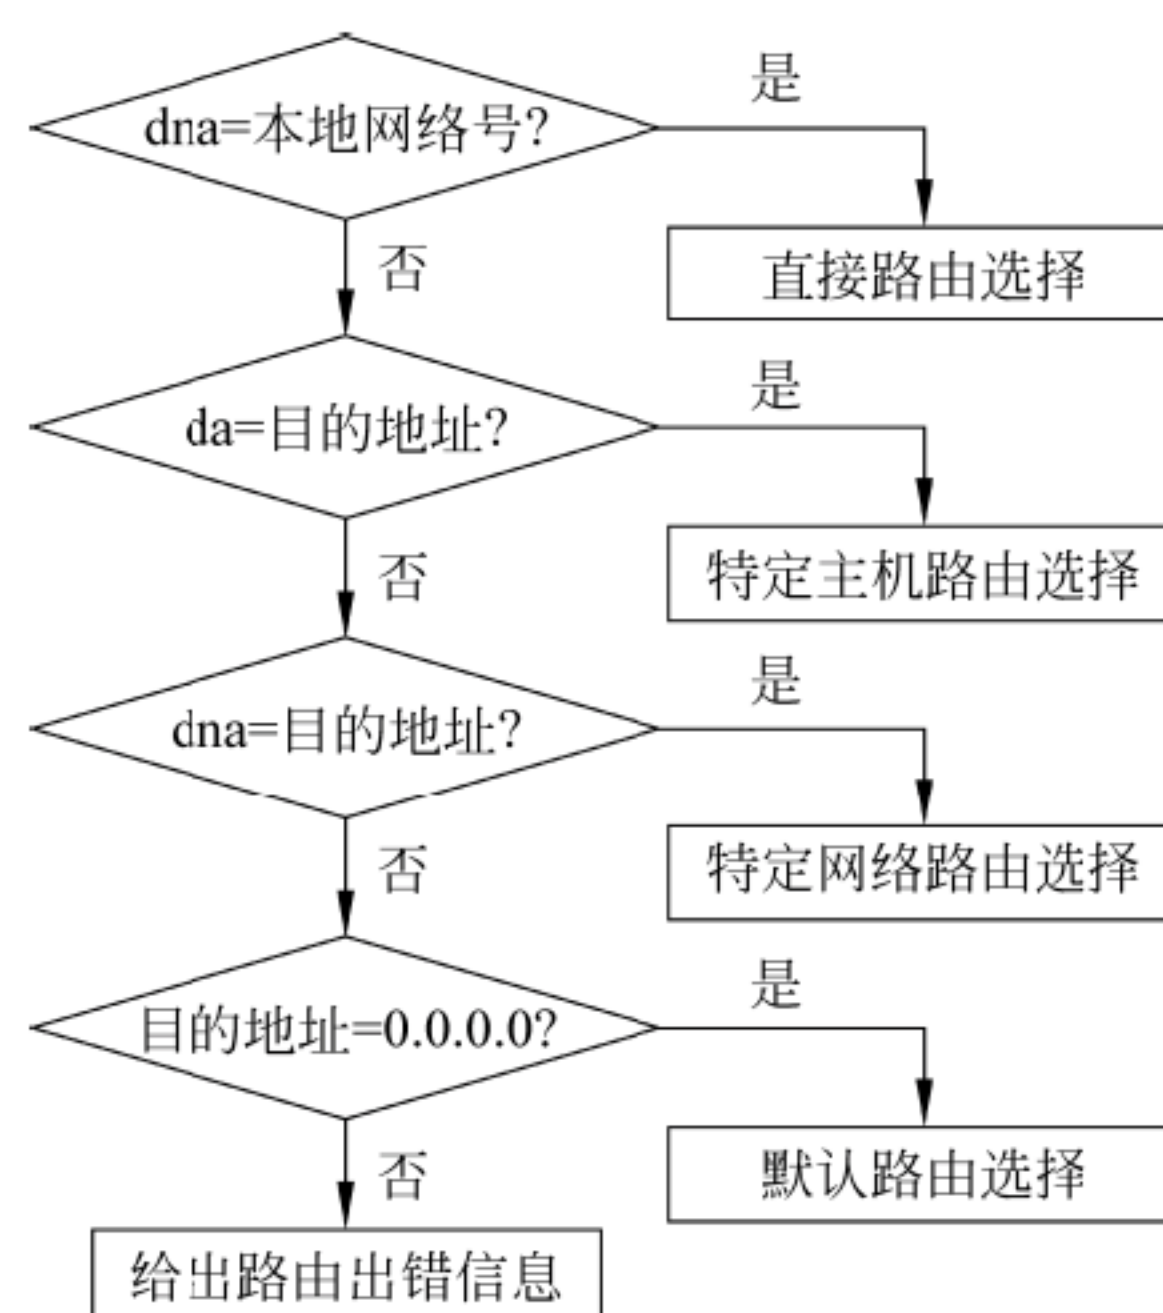 是
dna=本地网络号?
否
直接路由选择
是
da=目的地址?
否
特定主机路由选择
是
dna=目的地址?
否
特定网络路由选择
是
目的地址=0.0.0.0?
否
默认路由选择
给出路由出错信息